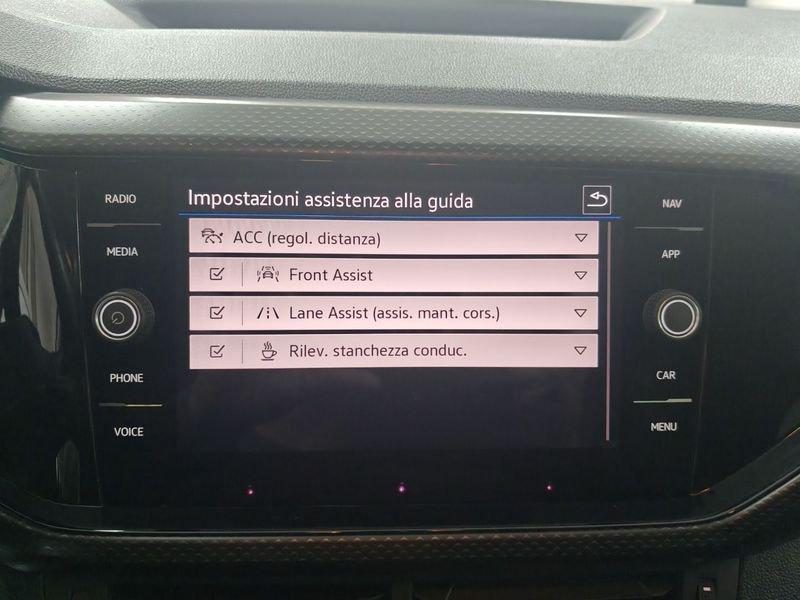 RADIO
MEDIA
PHONE
VOICE
Impostazioni assistenza alla guida
ACC (regol. distanza)
Front Assist
Lane Assist (assis. mant. cors.)
Rilev. stanchezza conduc.
NAV
APP
CAR
MENU